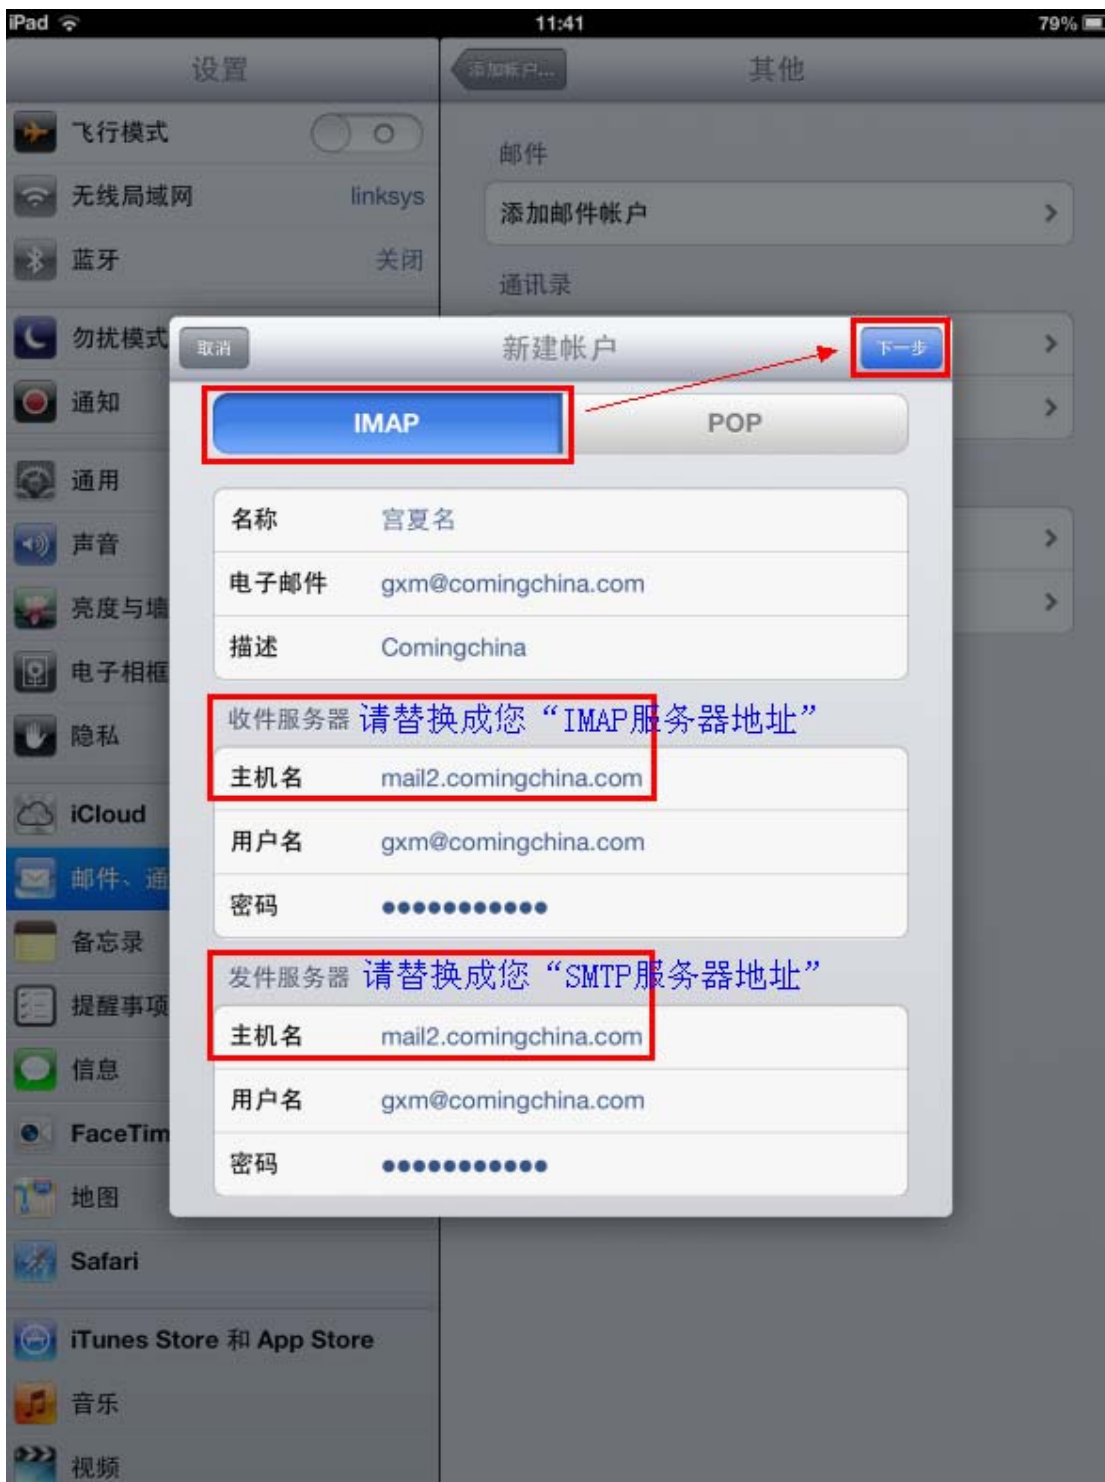 iPad 11:41 79%
设置
添加帐户... 其他
飞行模式
无线局域网 linksys
蓝牙 关闭
勿扰模式
通知
通用
声音
亮度与墙
电子相框
隐私
iCloud
邮件、通
备忘录
提醒事项
信息
FaceTim
地图
Safari
iTunes Store 和 App Store
音乐
视频
邮件
添加邮件帐户
通讯录
取消 新建帐户 下一步
IMAP POP
名称 宫夏名
电子邮件 gxm@comingchina.com
描述 Comingchina
收件服务器 请替换成您“IMAP服务器地址”
主机名 mail2.comingchina.com
用户名 gxm@comingchina.com
密码 ●●●●●●●●●●●
发件服务器 请替换成您“SMTP服务器地址”
主机名 mail2.comingchina.com
用户名 gxm@comingchina.com
密码 ●●●●●●●●●●●